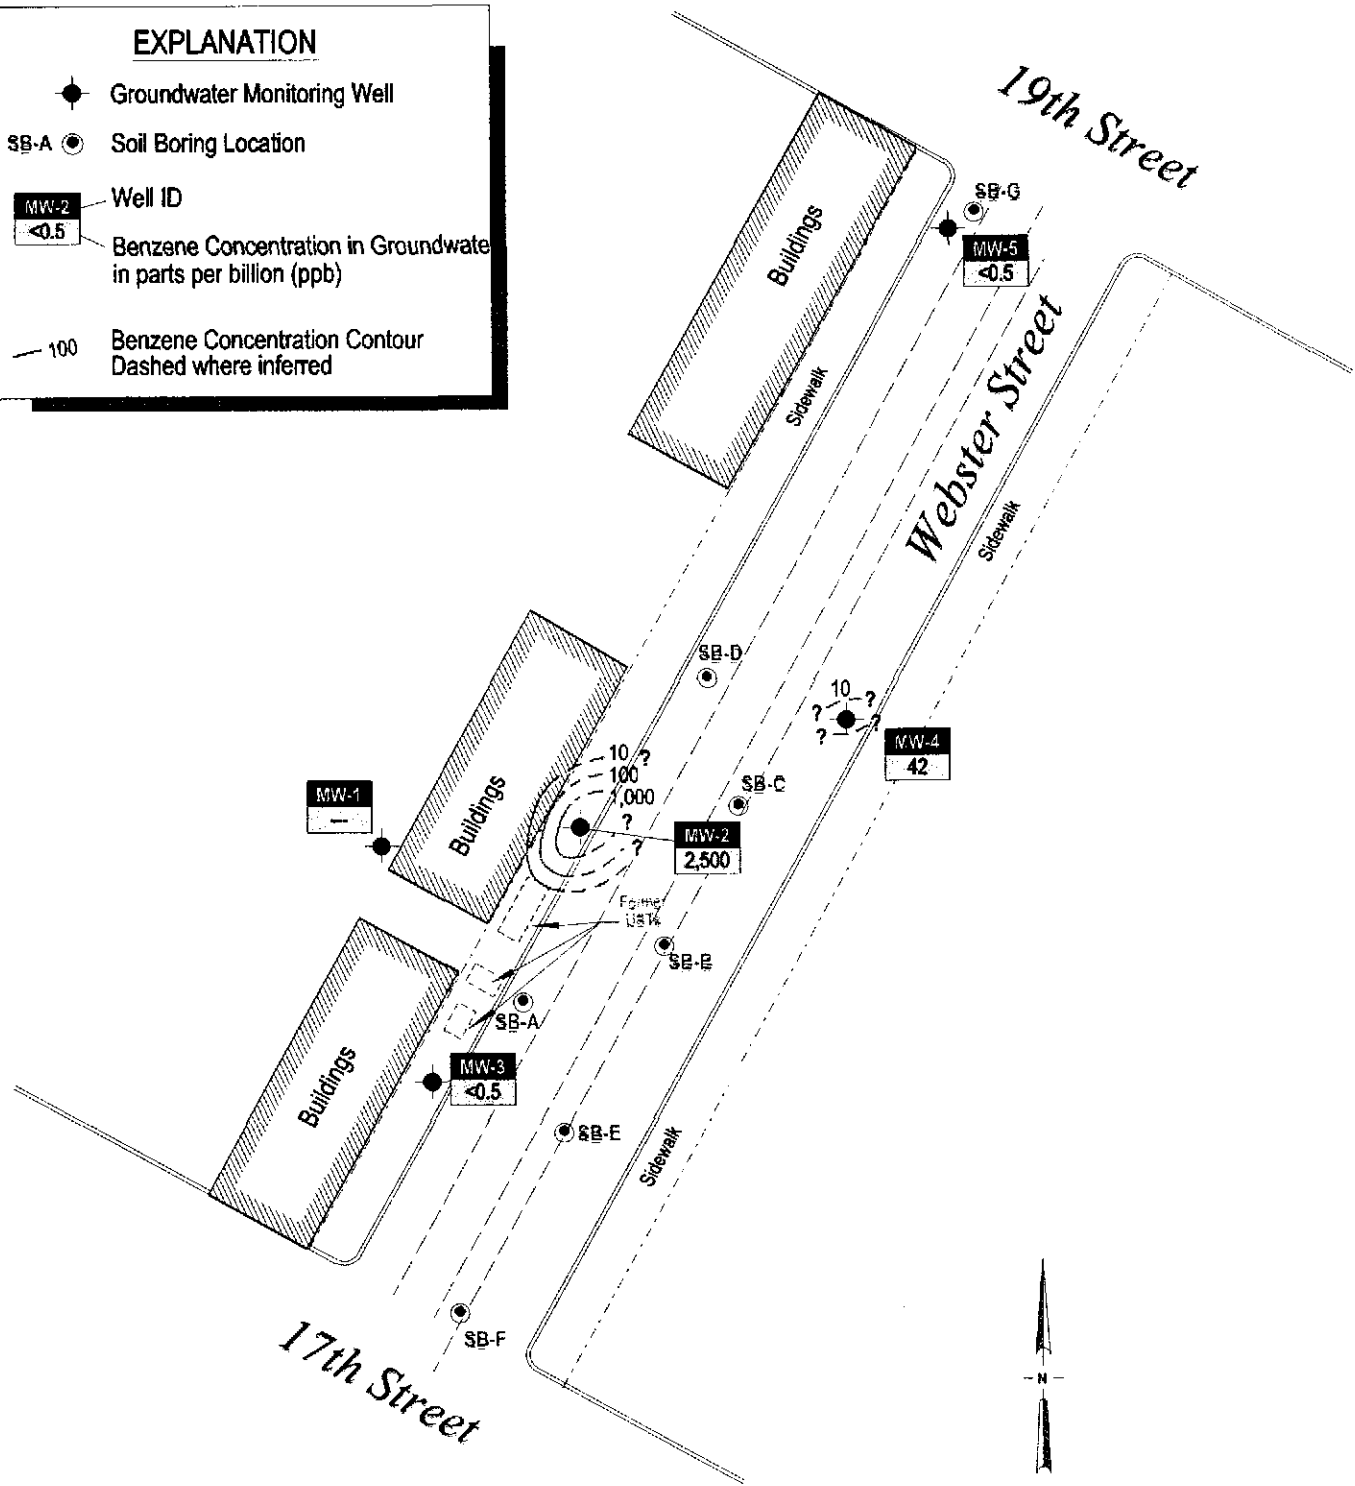 EXPLANATION
Groundwater Monitoring Well
SB-A
Soil Boring Location
MW-2
<0.5
Well ID
Benzene Concentration in Groundwate
in parts per billion (ppb)
100
Benzene Concentration Contour
Dashed where inferred
19th Street
SB-G
MW-5
<0.5
Buildings
Sidewalk
Webster Street
Sidewalk
SB-D
10
?
?
?
?
MW-4
42
10
?
100
1,000
?
?
SB-C
MW-1
—
Buildings
MW-2
2,500
Former
USTs
SB-B
SB-A
MW-3
<0.5
Buildings
SB-E
Sidewalk
SB-F
17th Street
N